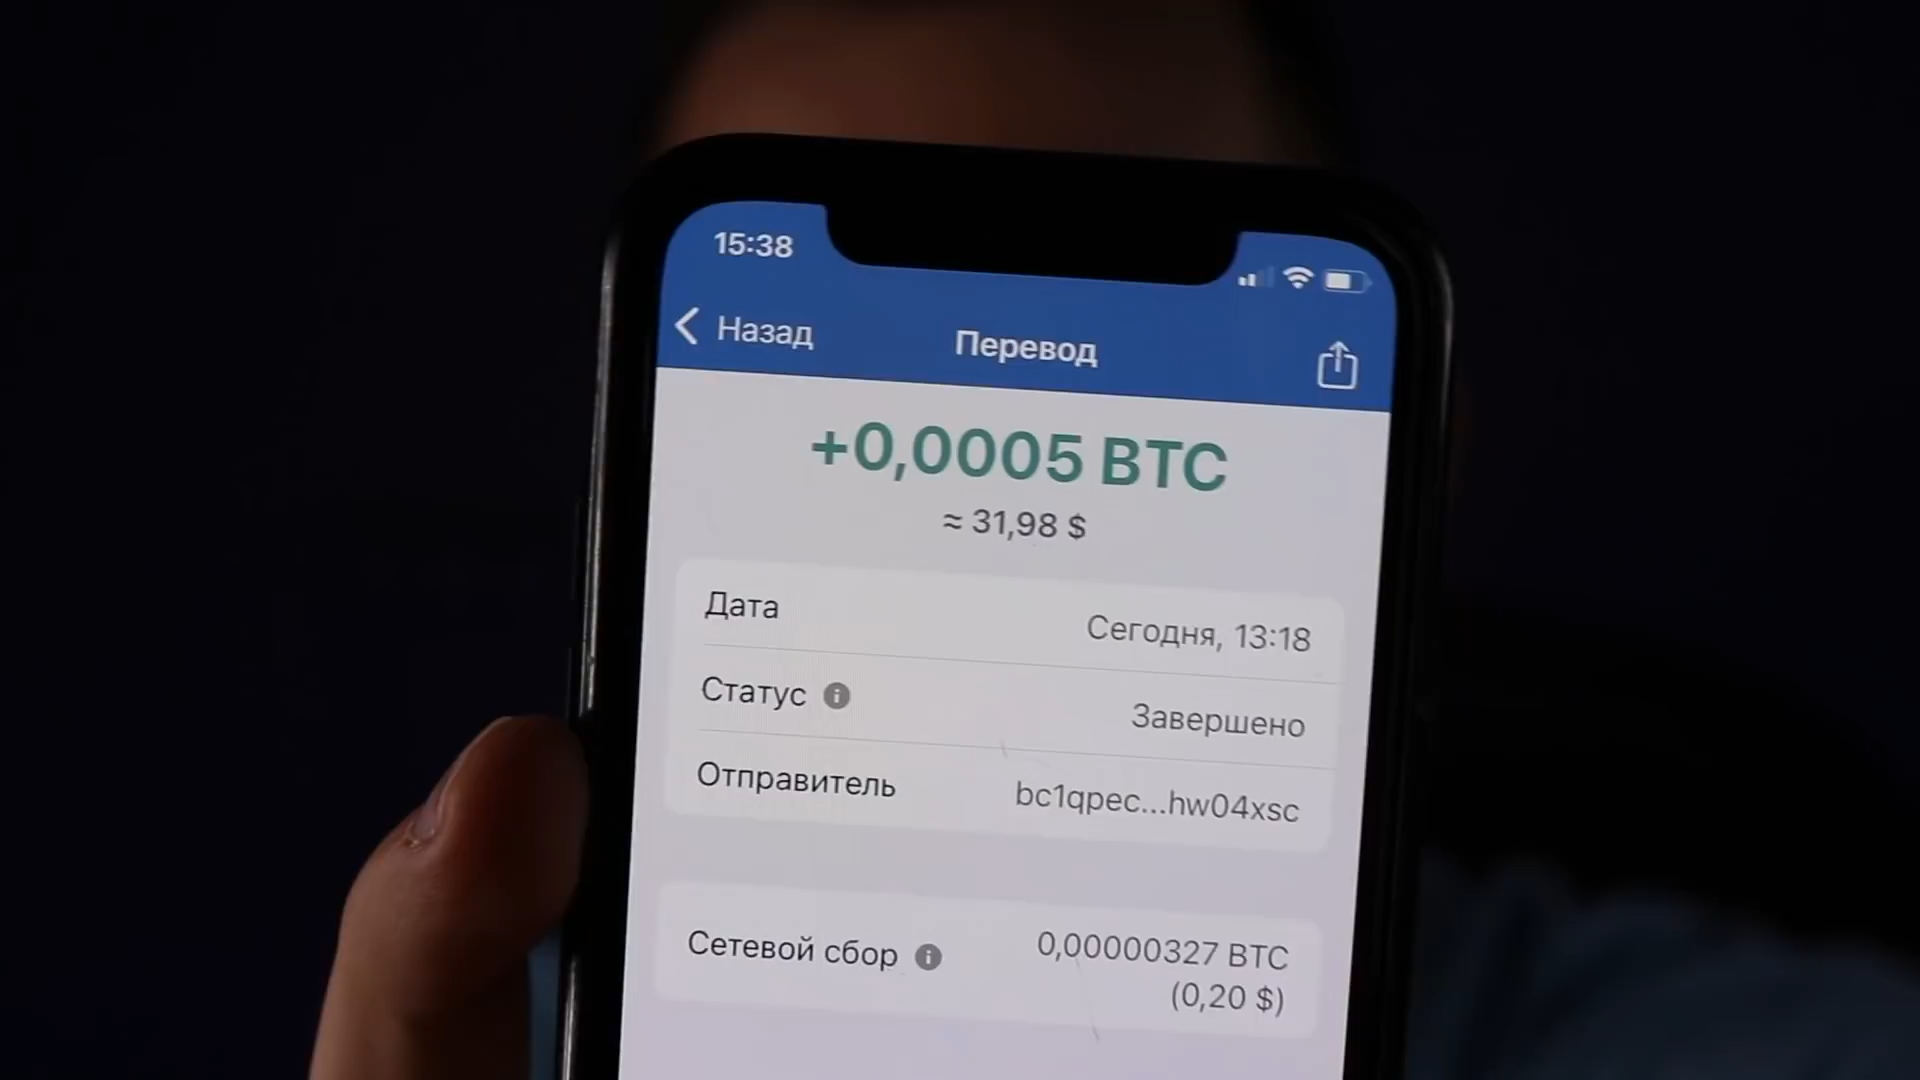 15:38
Назад
Перевод
+0,0005 BTC
≈ 31,98 $
Дата
Сегодня, 13:18
Статус
Завершено
Отправитель
bc1qpec...hw04xsc
Сетевой сбор
0,00000327 BTC
(0,20 $)